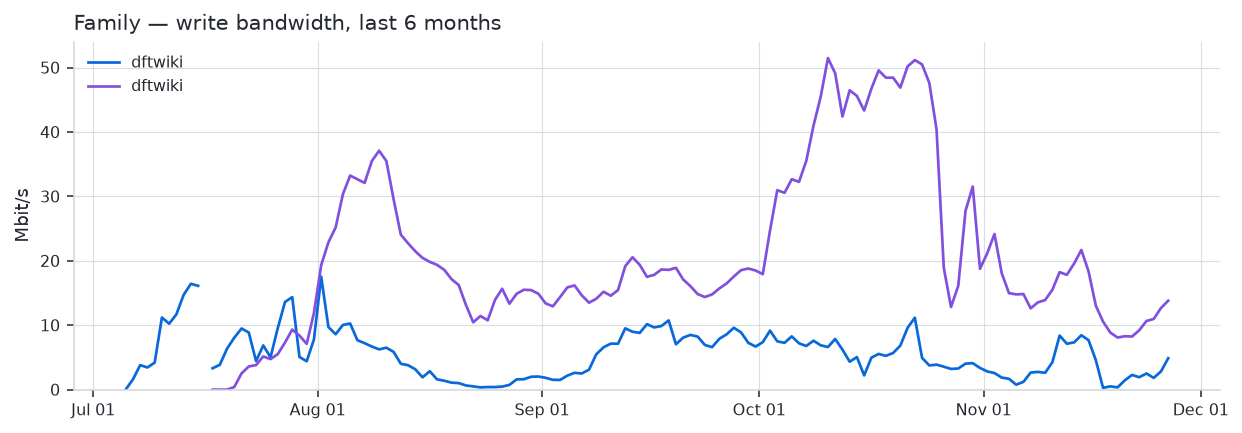 Family — write bandwidth, last 6 months
dftwiki
dftwiki
Mbit/s
50
40
30
20
10
0
Jul 01 Aug 01 Sep 01 Oct 01 Nov 01 Dec 01